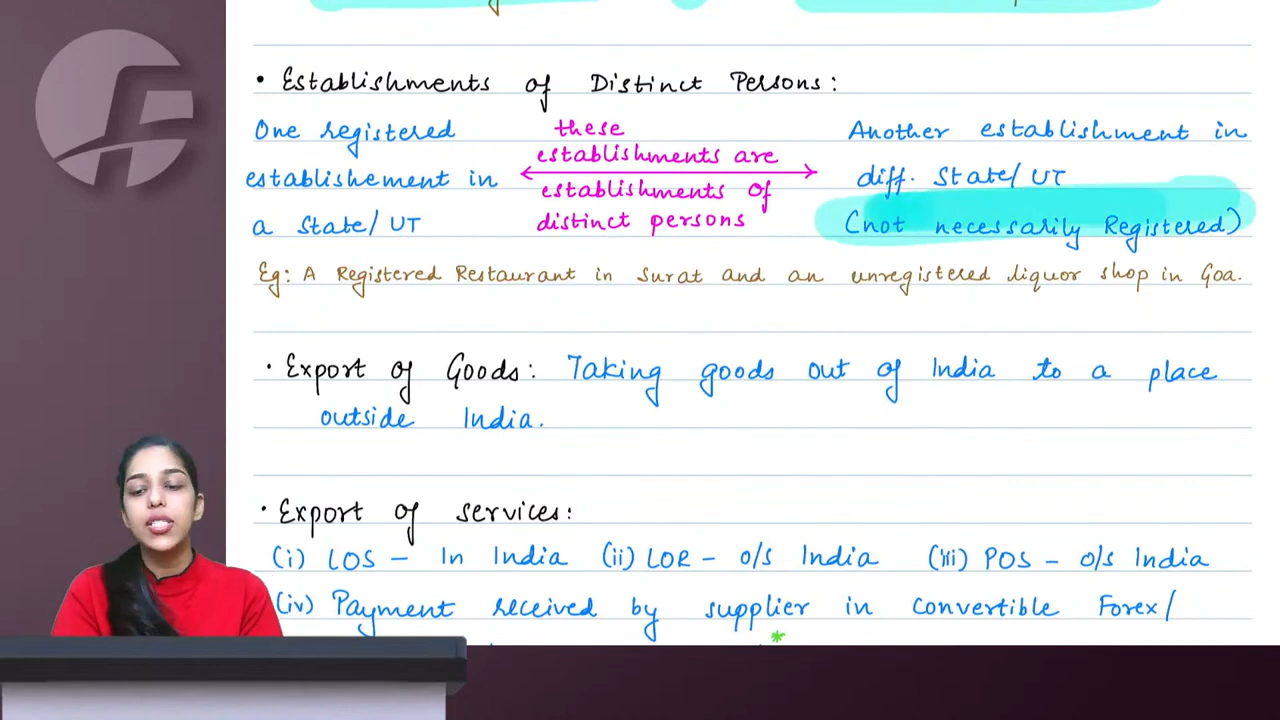 • Establishments of Distinct Persons:
One registered these Another establishment in
establishments are
establishement in diff. State/UT
establishments of
a State/UT distinct persons (not necessarily Registered)
Eg: A Registered Restaurant in Surat and an unregistered liquor shop in Goa.
• Export of Goods: Taking goods out of India to a place
outside India.
• Export of services:
(i) LOS – In India (ii) LOR – o/s India (iii) POS – o/s India
(iv) Payment received by supplier in convertible Forex/
*